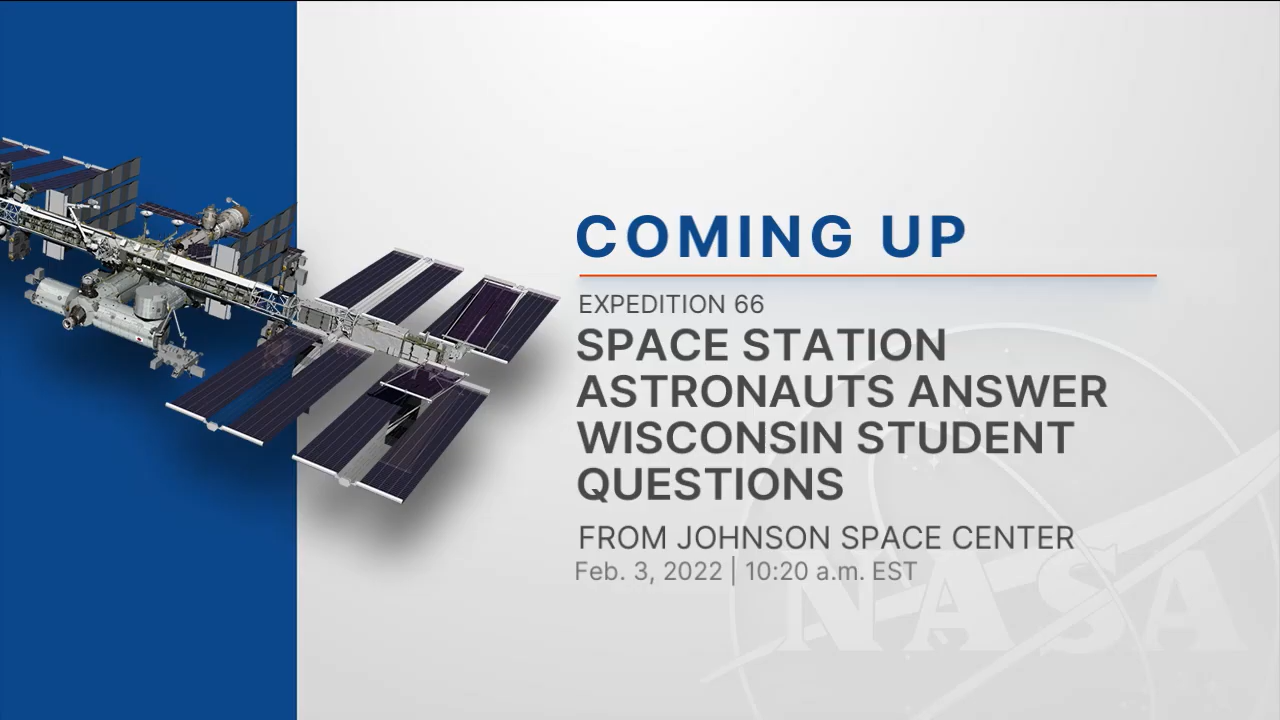 COMING UP
EXPEDITION 66
SPACE STATION
ASTRONAUTS ANSWER
WISCONSIN STUDENT
QUESTIONS
FROM JOHNSON SPACE CENTER
Feb. 3, 2022 | 10:20 a.m. EST
NASA